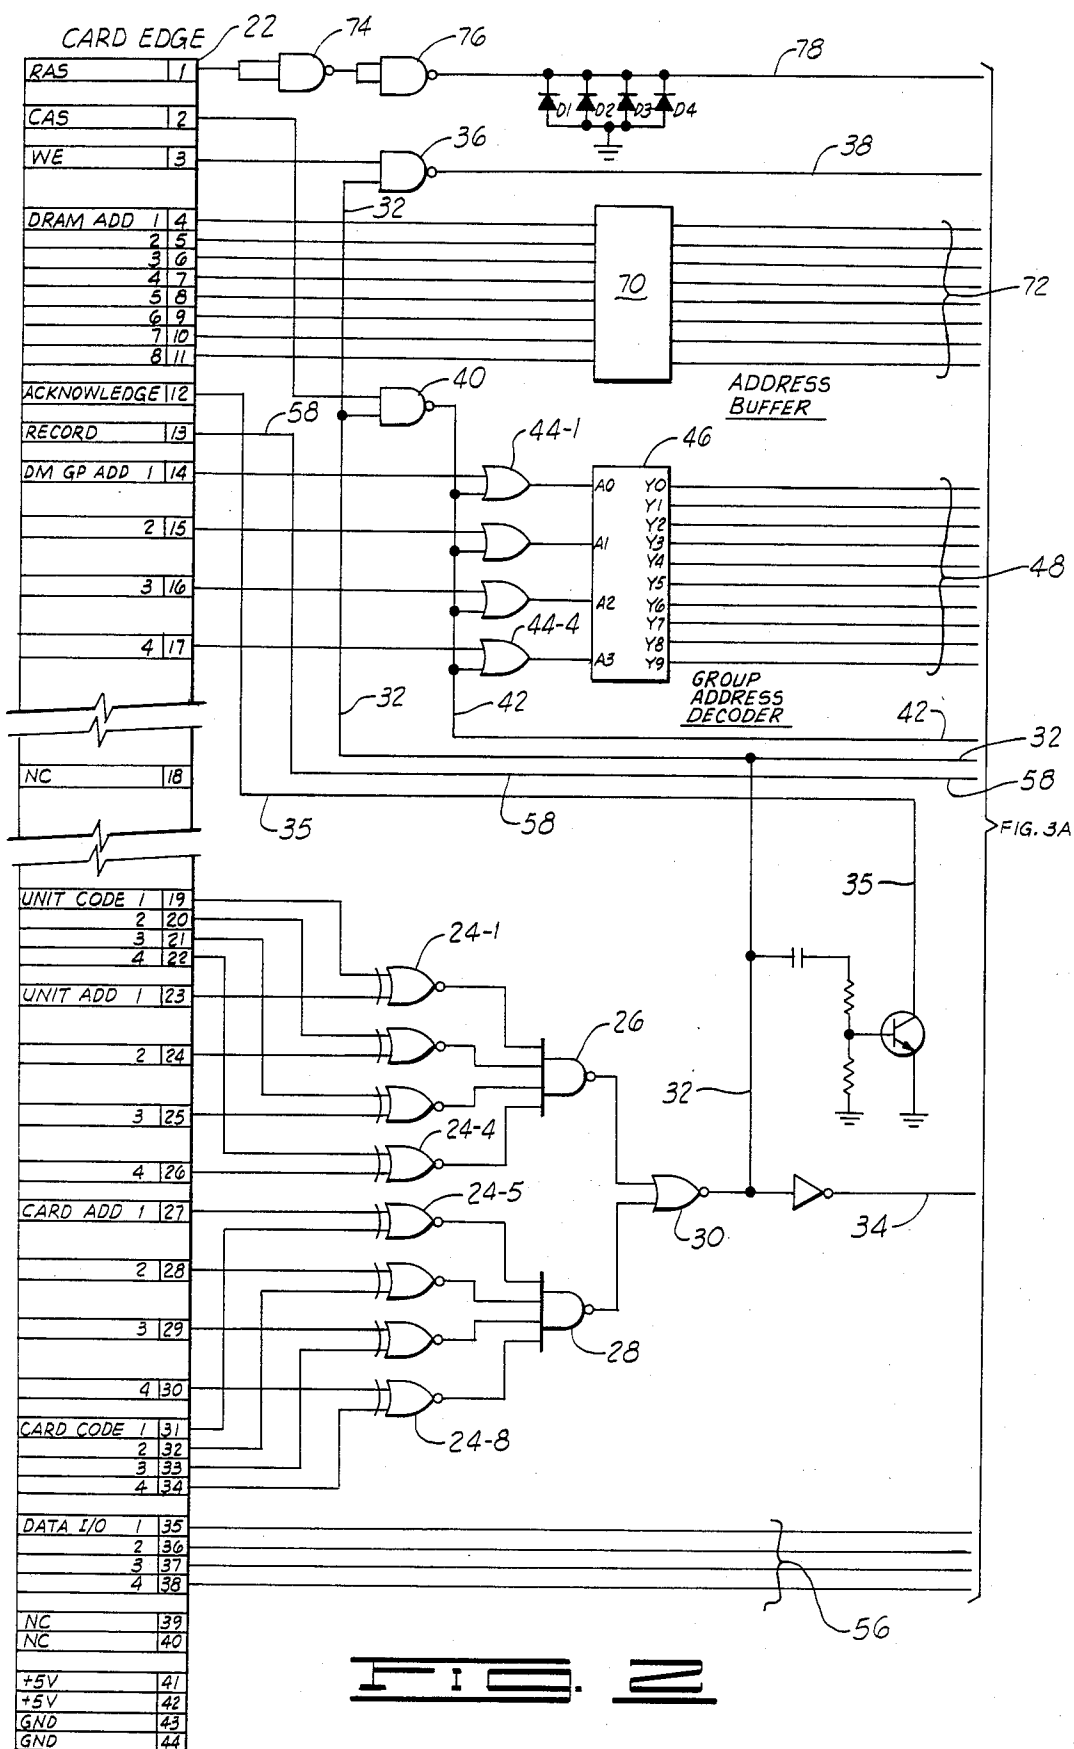 CARD EDGE 22 74 76
RAS 1
78
D1 D2 D3 D4
CAS 2
36
WE 3
38
32
DRAM ADD 1 4
2 5
3 6
4 7
5 8
6 9
7 10
8 11
70
72
ADDRESS
BUFFER
40
ACKNOWLEDGE 12
58
RECORD 13
44-1
46
DM GP ADD 1 14
2 15
3 16
4 17
44-4
A0
A1
A2
A3
Y0
Y1
Y2
Y3
Y4
Y5
Y6
Y7
Y8
Y9
48
GROUP
ADDRESS
DECODER
32
42
42
32
58
NC 18
35
58
FIG. 3A
35
UNIT CODE 1 19
2 20
3 21
4 22
24-1
UNIT ADD 1 23
2 24
3 25
4 26
26
32
24-4
24-5
CARD ADD 1 27
2 28
3 29
4 30
30
34
28
CARD CODE 1 31
2 32
3 33
4 34
24-8
DATA I/O 1 35
2 36
3 37
4 38
56
NC 39
NC 40
+5V 41
+5V 42
GND 43
GND 44
FIG. 2